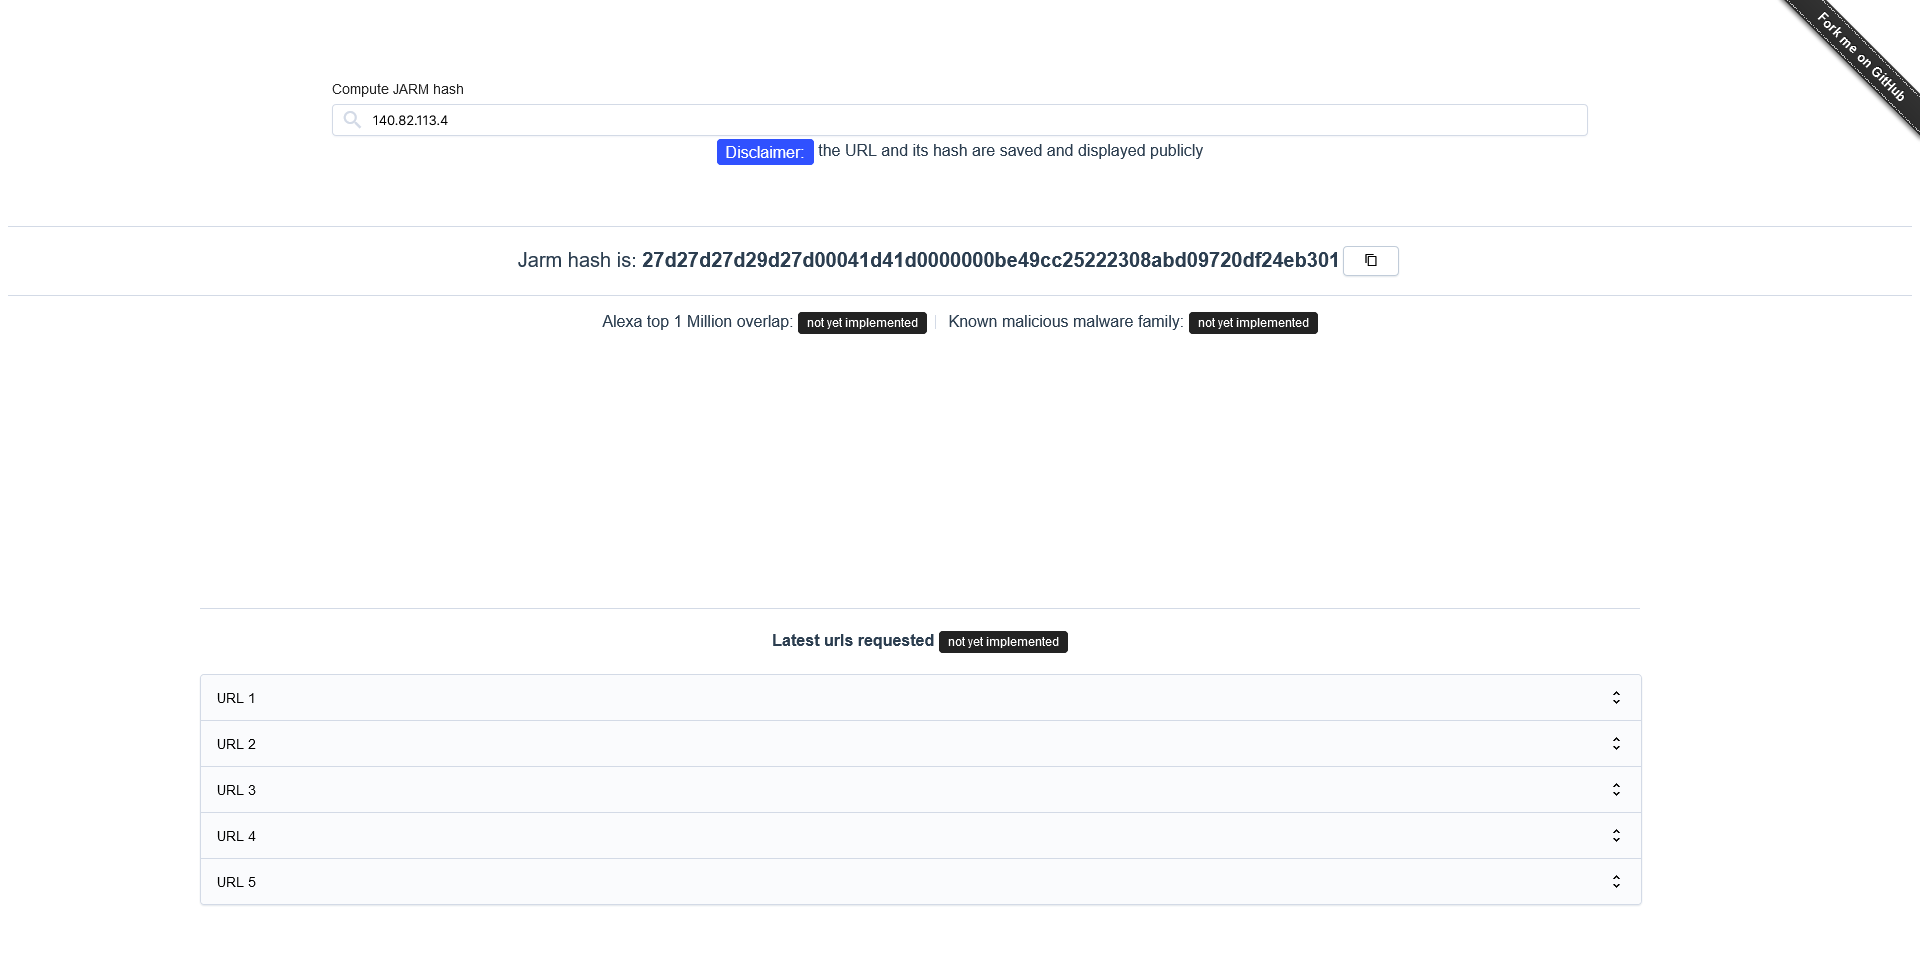 Fork me on GitHub
Compute JARM hash
140.82.113.4
Disclaimer: the URL and its hash are saved and displayed publicly
Jarm hash is: 27d27d27d29d27d00041d41d0000000be49cc25222308abd09720df24eb301
Alexa top 1 Million overlap: not yet implemented Known malicious malware family: not yet implemented
Latest urls requested not yet implemented
URL 1
URL 2
URL 3
URL 4
URL 5